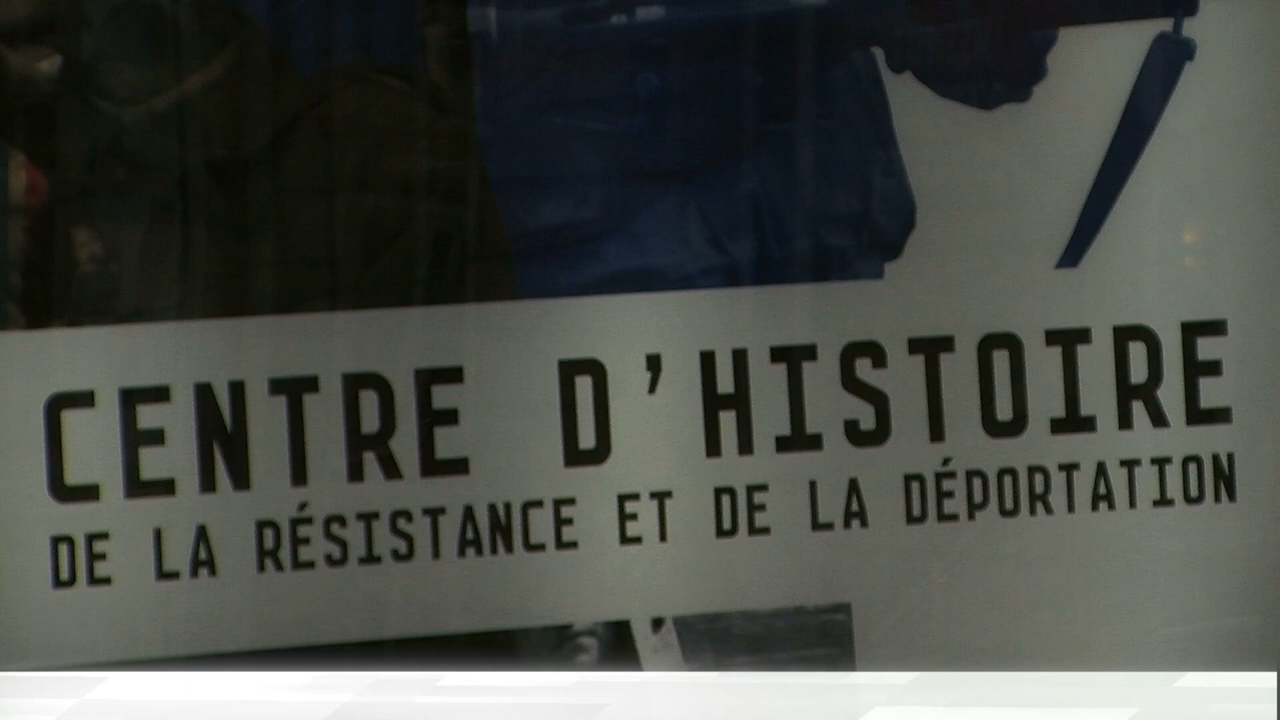 CENTRE D'HISTOIRE
DE LA RÉSISTANCE ET DE LA DÉPORTATION